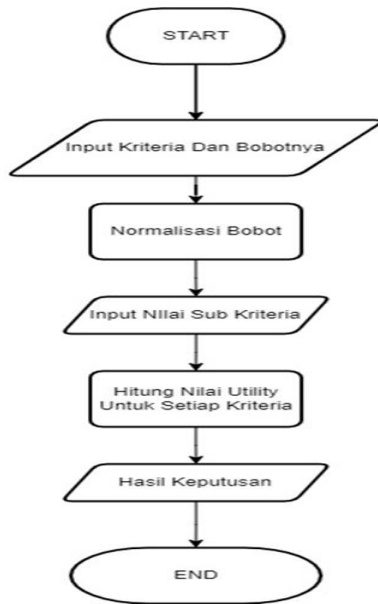 START
Input Kriteria Dan Bobotnya
Normalisasi Bobot
Input NIlai Sub Kriteria
Hitung Nilai Utility
Untuk Setiap Kriteria
Hasil Keputusan
END